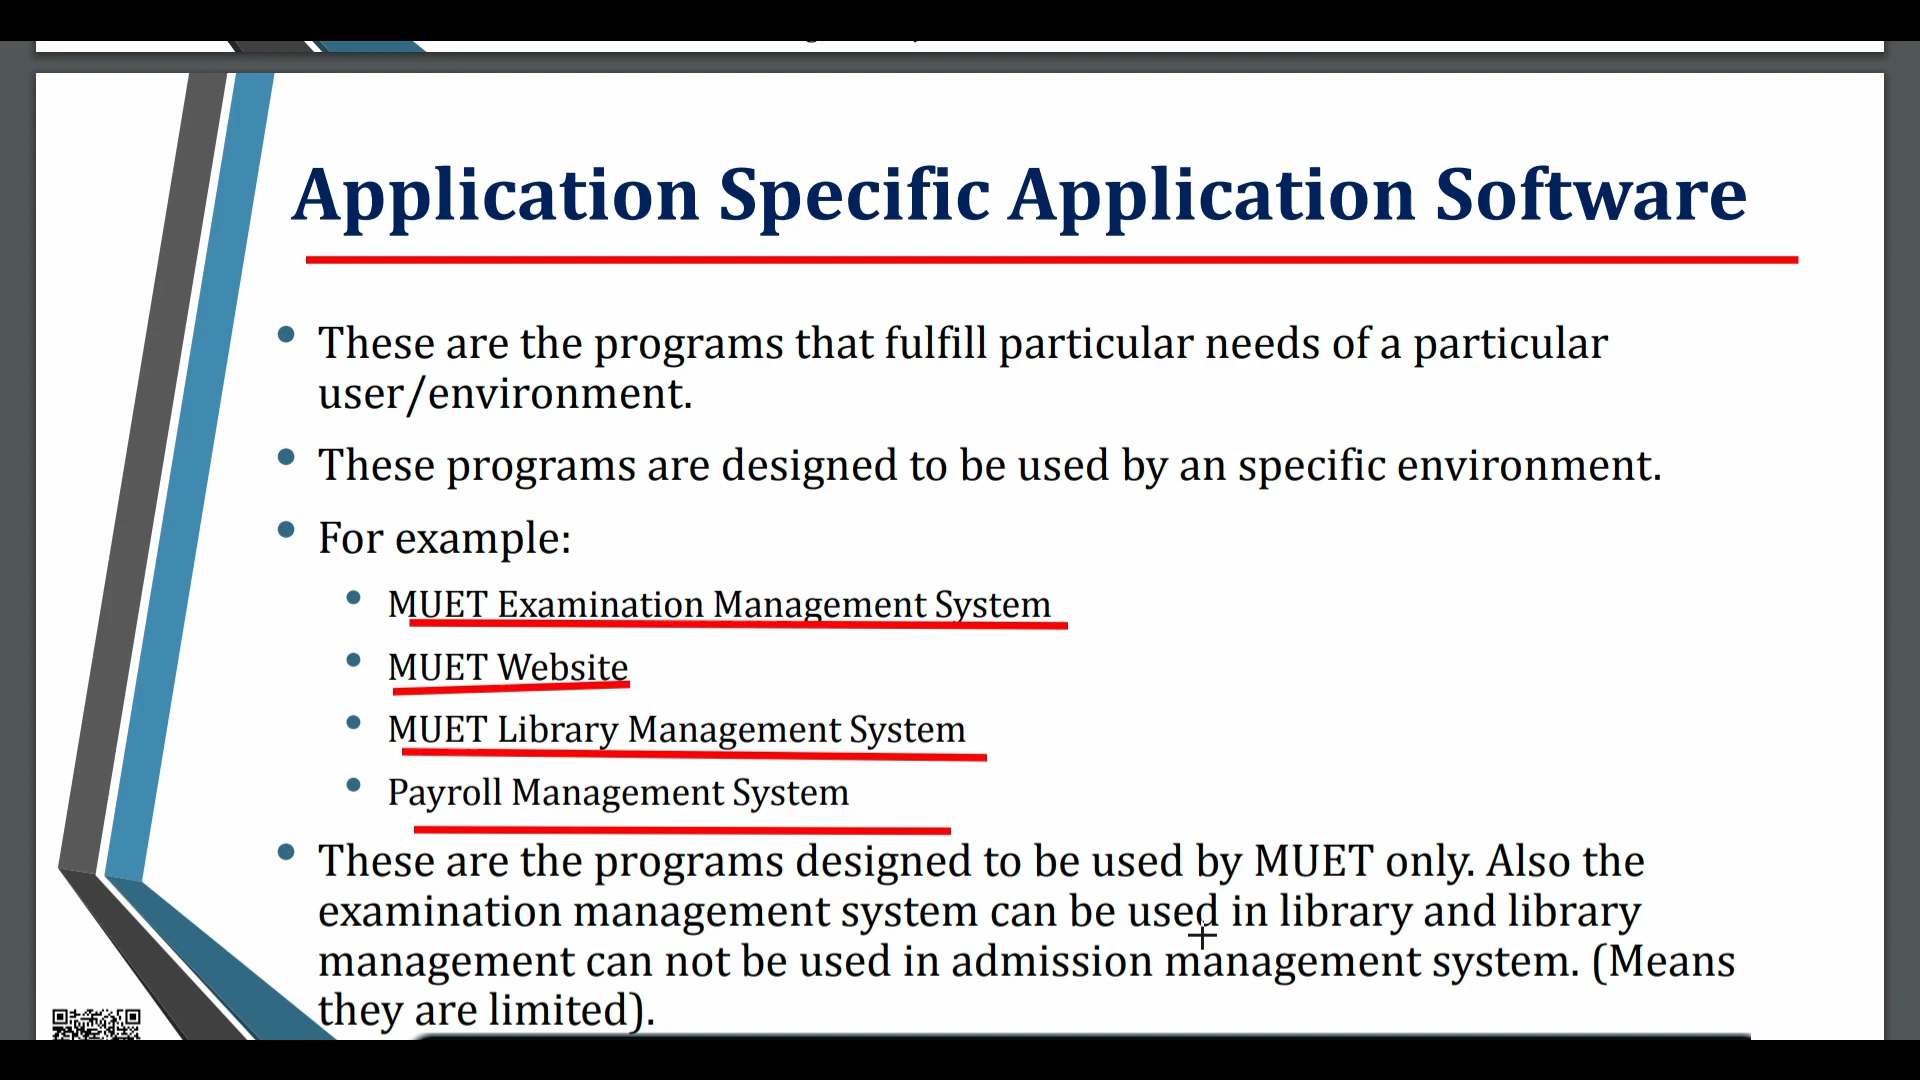 Application Specific Application Software
These are the programs that fulfill particular needs of a particular
user/environment.
These programs are designed to be used by an specific environment.
For example:
MUET Examination Management System
MUET Website
MUET Library Management System
Payroll Management System
These are the programs designed to be used by MUET only. Also the
examination management system can be used in library and library
management can not be used in admission management system. (Means
they are limited).